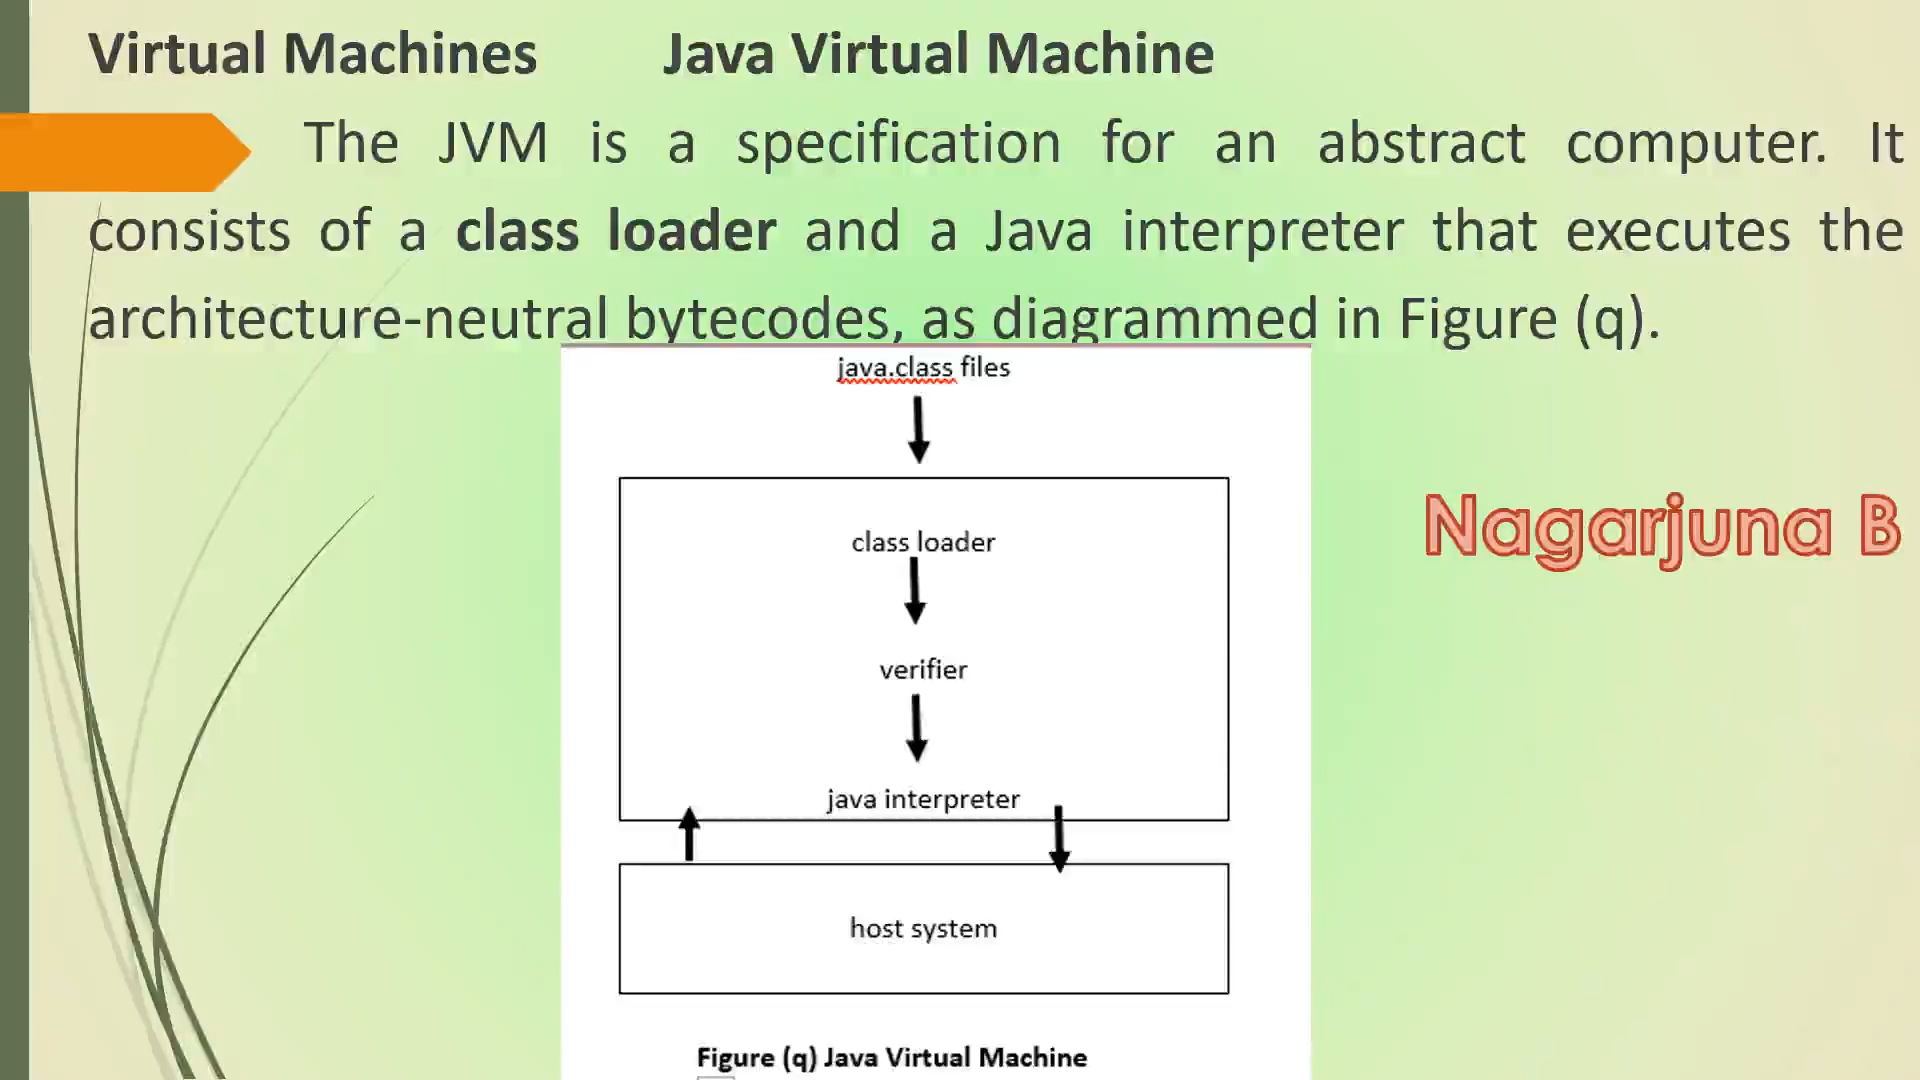 Virtual Machines Java Virtual Machine
The JVM is a specification for an abstract computer. It
consists of a class loader and a Java interpreter that executes the
architecture-neutral bytecodes, as diagrammed in Figure (q).
java.class files
class loader
Nagarjuna B
verifier
java interpreter
host system
Figure (q) Java Virtual Machine